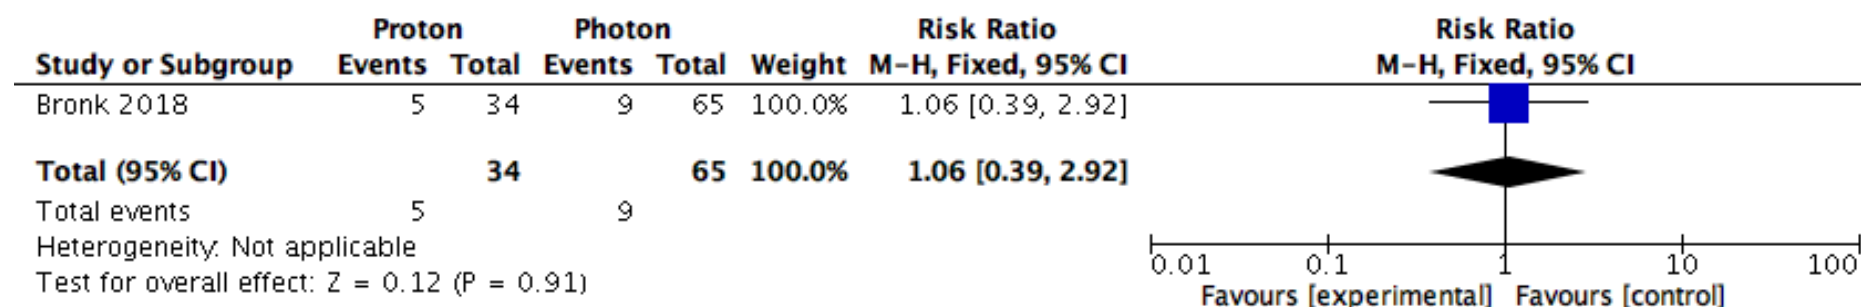 Proton Photon Risk Ratio Risk Ratio
Study or Subgroup Events Total Events Total Weight M-H, Fixed, 95% CI M-H, Fixed, 95% CI
Bronk 2018 5 34 9 65 100.0% 1.06 [0.39, 2.92]
Total (95% CI) 34 65 100.0% 1.06 [0.39, 2.92]
Total events 5 9
Heterogeneity: Not applicable
Test for overall effect: Z = 0.12 (P = 0.91)
0.01 0.1 1 10 100
Favours [experimental] Favours [control]